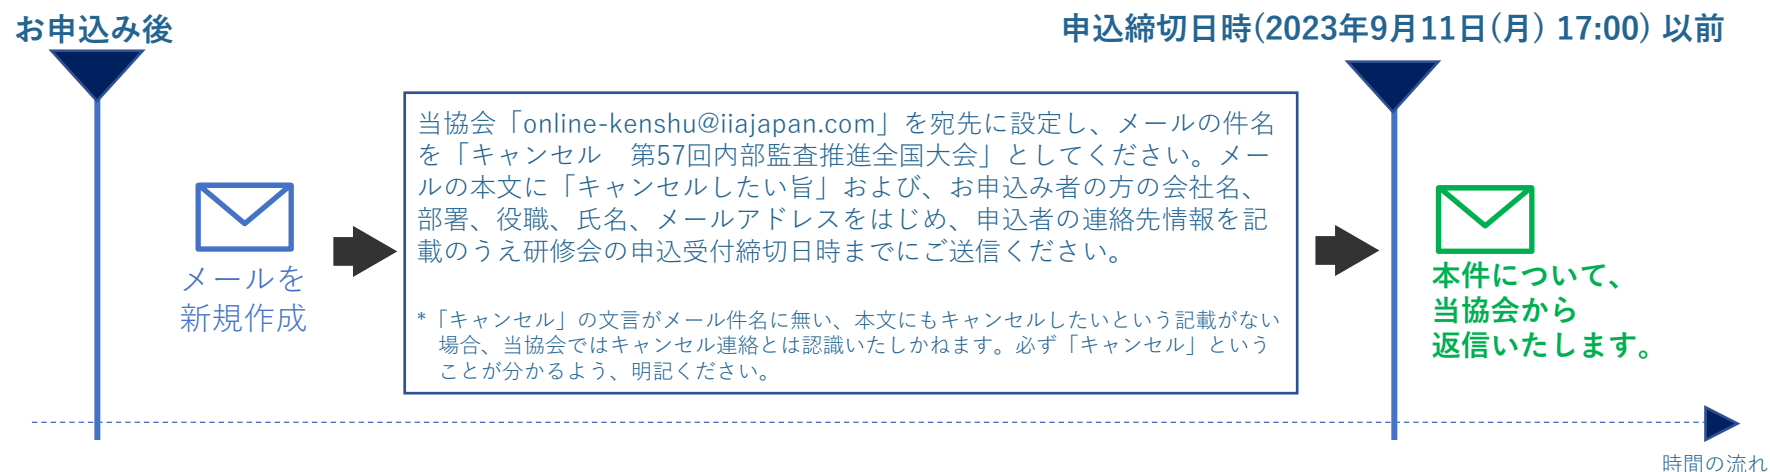 お申込み後
申込締切日時(2023年9月11日(月) 17:00) 以前
当協会「online-kenshu@iiajapan.com」を宛先に設定し、メールの件名
を「キャンセル　第57回内部監査推進全国大会」としてください。メー
ルの本文に「キャンセルしたい旨」および、お申込み者の方の会社名、
部署、役職、氏名、メールアドレスをはじめ、申込者の連絡先情報を記
載のうえ研修会の申込受付締切日時までにご送信ください。
*「キャンセル」の文言がメール件名に無い、本文にもキャンセルしたいという記載がない
場合、当協会ではキャンセル連絡とは認識いたしかねます。必ず「キャンセル」という
ことが分かるよう、明記ください。
メールを
新規作成
本件について、
当協会から
返信いたします。
時間の流れ